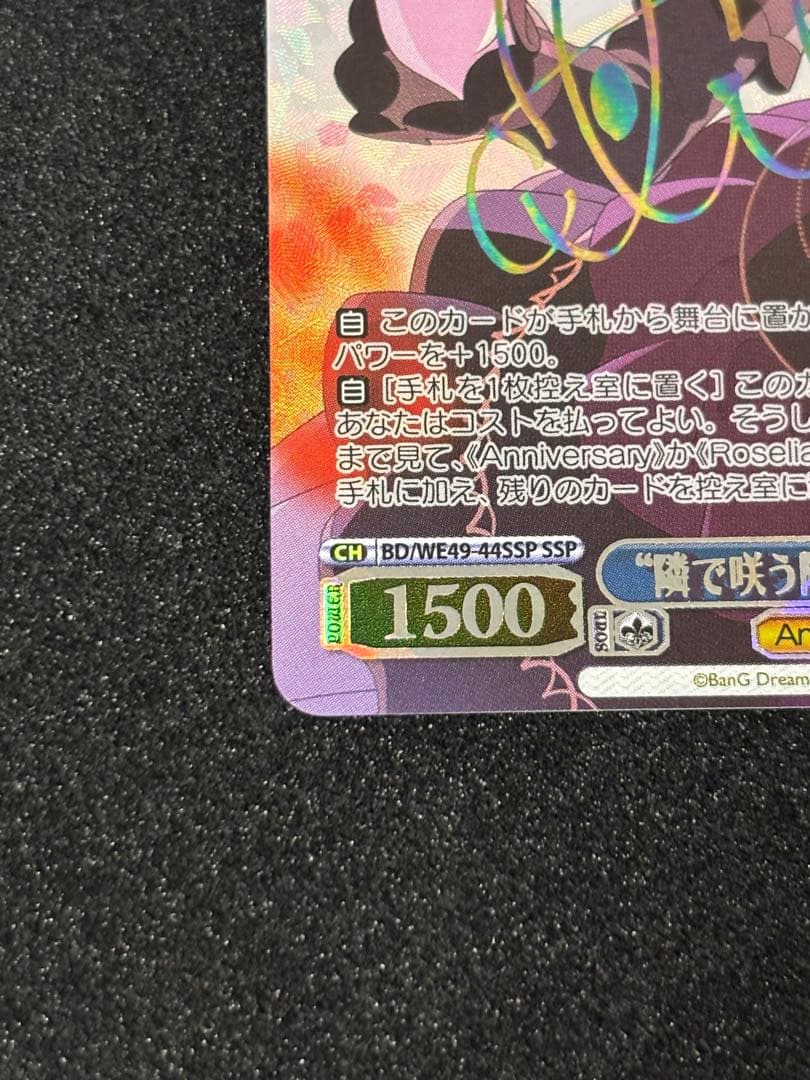 自 このカードが手札から舞台に置か
パワーを+1500。
自 [手札を1枚控え室に置く] このカ
あなたはコストを払ってよい。そうし
まで見て、《Anniversary》か《Roselia
手札に加え、残りのカードを控え室に
CH BD/WE49-44SSP SSP
“隣で咲う陽
POWER 1500
SOUL
An
©BanG Dream